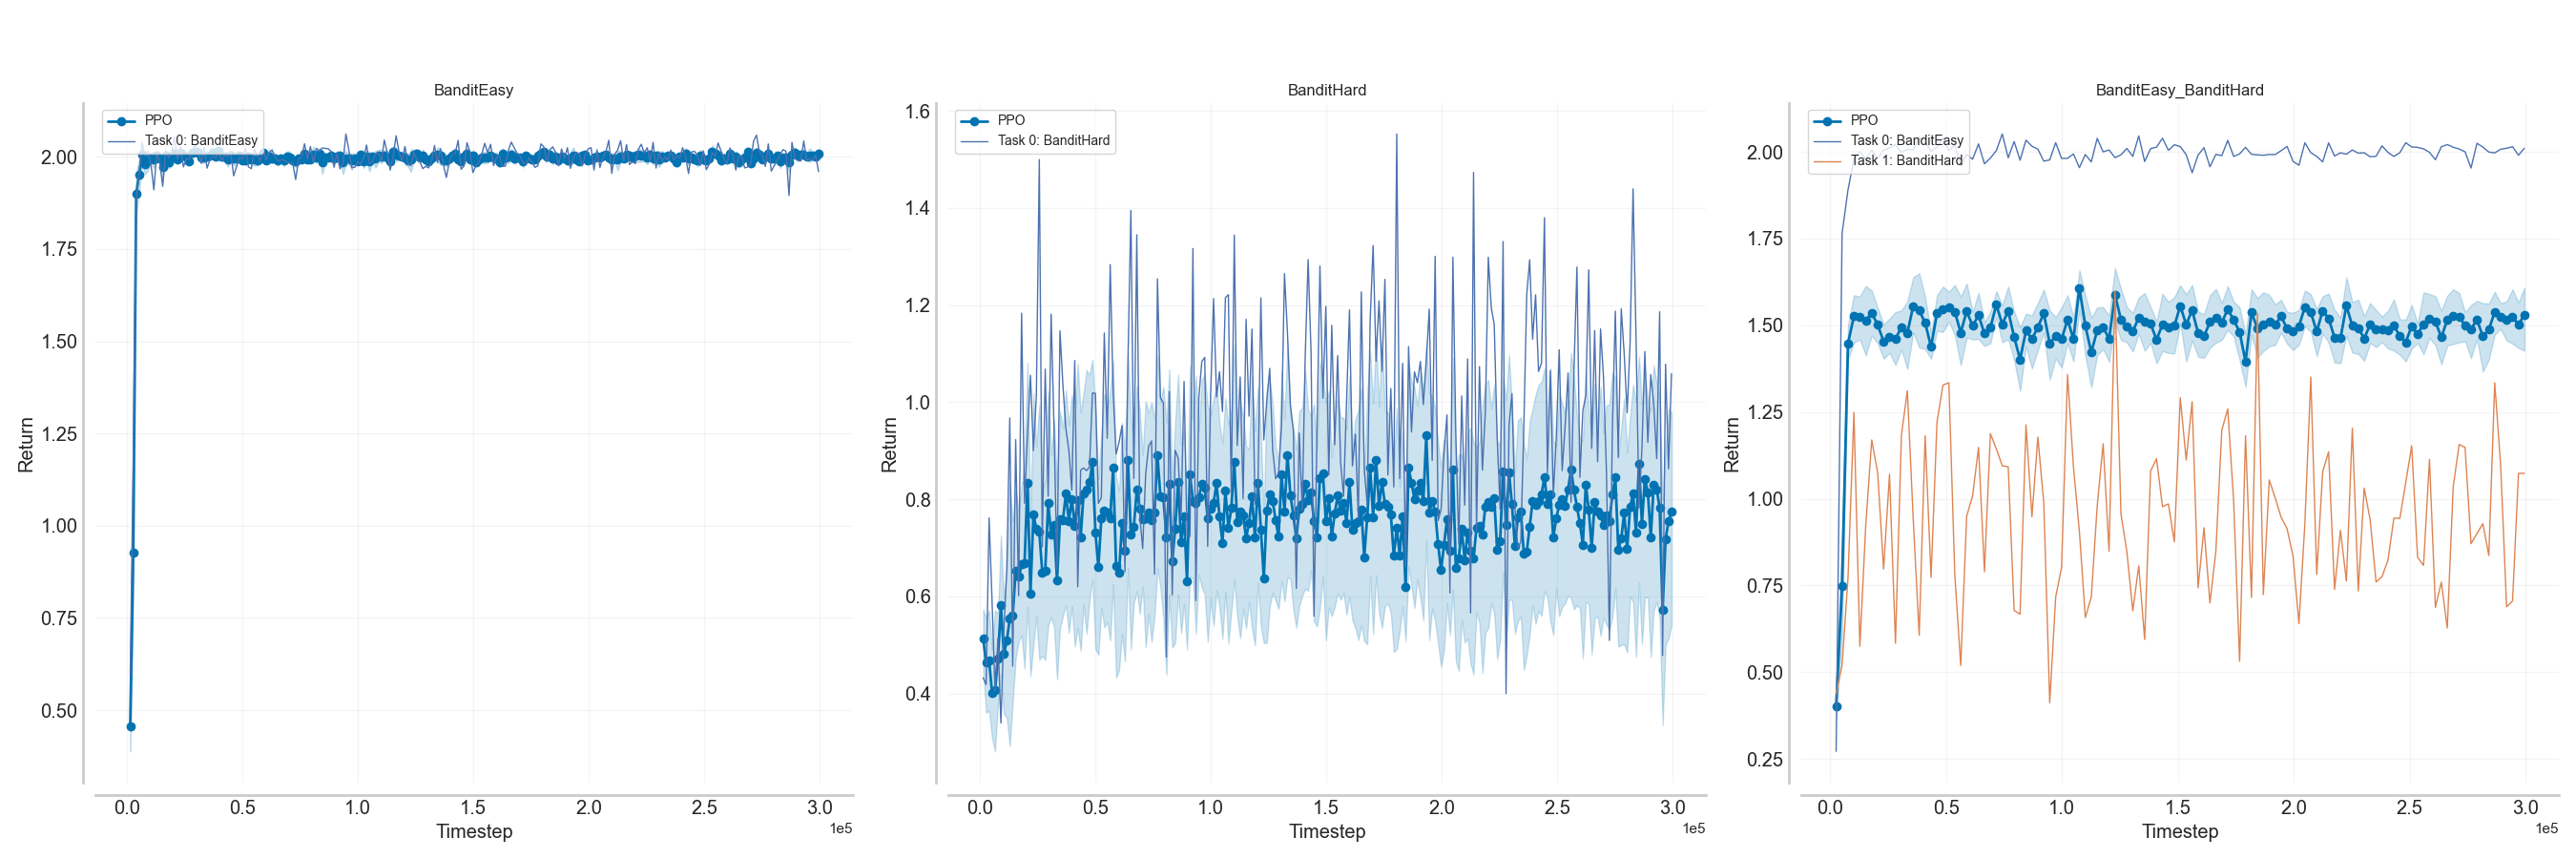 BanditEasy
PPO
Task 0: BanditEasy
Return
2.00
1.75
1.50
1.25
1.00
0.75
0.50
0.0 0.5 1.0 1.5 2.0 2.5 3.0
1e5
Timestep
BanditHard
PPO
Task 0: BanditHard
Return
1.6
1.4
1.2
1.0
0.8
0.6
0.4
0.0 0.5 1.0 1.5 2.0 2.5 3.0
1e5
Timestep
BanditEasy_BanditHard
PPO
Task 0: BanditEasy
Task 1: BanditHard
Return
2.00
1.75
1.50
1.25
1.00
0.75
0.50
0.25
0.0 0.5 1.0 1.5 2.0 2.5 3.0
1e5
Timestep